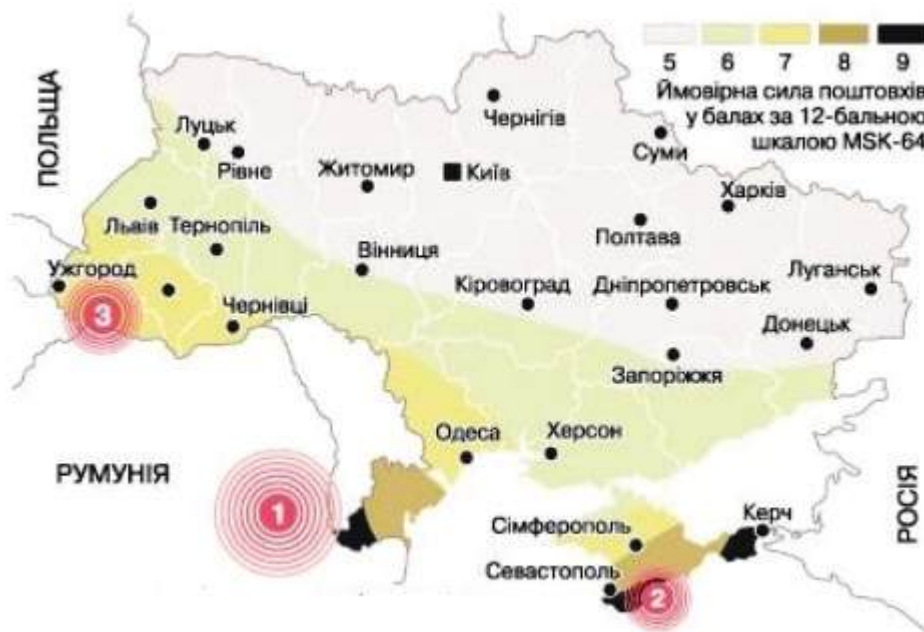 5 6 7 8 9
Ймовірна сила поштовхів
у балах за 12-бальною
шкалою MSK-64
ПОЛЬЩА
Чернігів
Луцьк
Рівне
Житомир
Київ
Суми
Харків
Львів
Тернопіль
Вінниця
Полтава
Ужгород
Кіровоград
Дніпропетровськ
Луганськ
3
Чернівці
Донецьк
Запоріжжя
Одеса
Херсон
РУМУНІЯ
РОСІЯ
1
Сімферополь
Керч
Севастополь
2